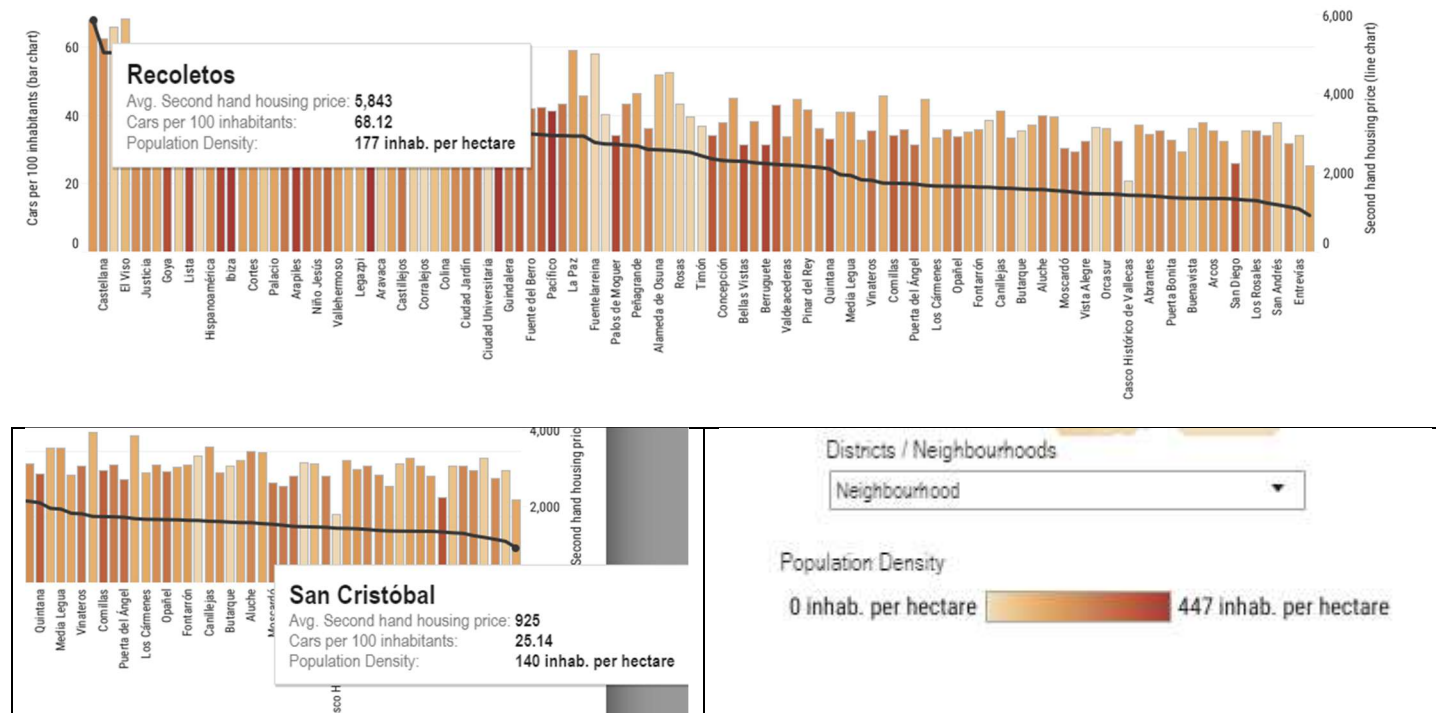 Cars per 100 inhabitants (bar chart)
60
40
20
0
6,000
4,000
2,000
0
Second hand housing price (line chart)
Recoletos
Avg. Second hand housing price: 5,843
Cars per 100 inhabitants: 68.12
Population Density: 177 inhab. per hectare
Castellana
El Viso
Justicia
Goya
Lista
Hispanoamérica
Ibiza
Cortes
Palacio
Arapiles
Niño Jesús
Vallehermoso
Legazpi
Aravaca
Castillejos
Corralejos
Colina
Ciudad Jardín
Ciudad Universitaria
Guindalera
Fuente del Berro
Pacífico
La Paz
Fuentelarreina
Palos de Moguer
Peñagrande
Alameda de Osuna
Rosas
Timón
Concepción
Bellas Vistas
Berruguete
Valdeacederas
Pinar del Rey
Quintana
Media Legua
Vinateros
Comillas
Puerta del Ángel
Los Cármenes
Opañel
Fontarrón
Canillejas
Butarque
Aluche
Moscardó
Vista Alegre
Orcasur
Casco Histórico de Vallecas
Abrantes
Puerta Bonita
Buenavista
Arcos
San Diego
Los Rosales
San Andrés
Entrevías
4,000
2,000
Second hand housing pric
Quintana
Media Legua
Vinateros
Comillas
Puerta del Ángel
Los Cármenes
Opañel
Fontarrón
Canillejas
Butarque
Aluche
Moscardó
sco H
San Cristóbal
Avg. Second hand housing price: 925
Cars per 100 inhabitants: 25.14
Population Density: 140 inhab. per hectare
Districts / Neighbourhoods
Neighbourhood
Population Density
0 inhab. per hectare
447 inhab. per hectare